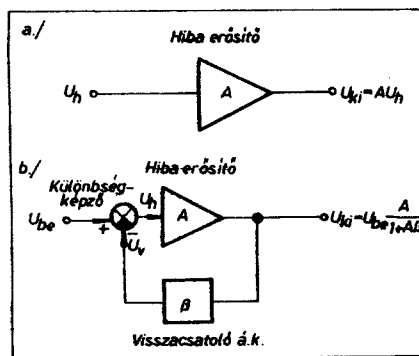 a./
Hiba erősítő
U_h
A
U_ki=AU_h
b./
Hiba erősítő
Különbség-
képző
U_be
+
U_h
-
U_v
A
U_ki=U_be A/1+Aβ
β
Visszacsatoló á.k.